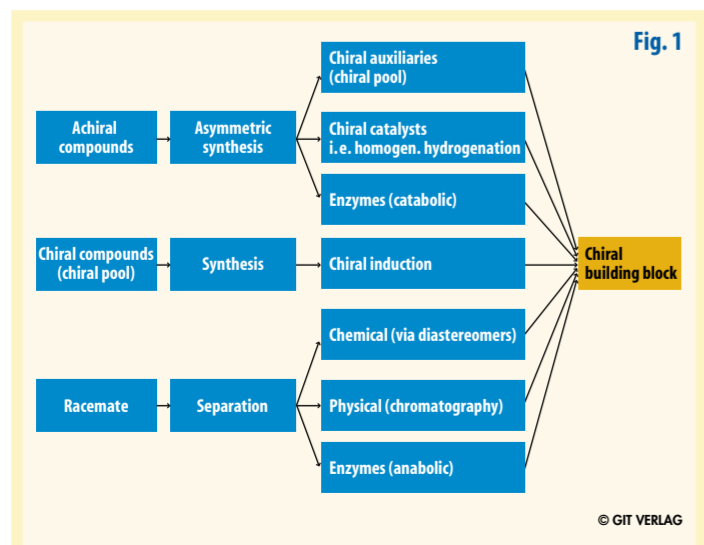 Fig. 1
Chiral auxiliaries
(chiral pool)
Achiral
compounds
Asymmetric
synthesis
Chiral catalysts
i.e. homogen. hydrogenation
Enzymes (catabolic)
Chiral compounds
(chiral pool)
Synthesis
Chiral induction
Chiral
building block
Chemical (via diastereomers)
Racemate
Separation
Physical (chromatography)
Enzymes (anabolic)
© GIT VERLAG